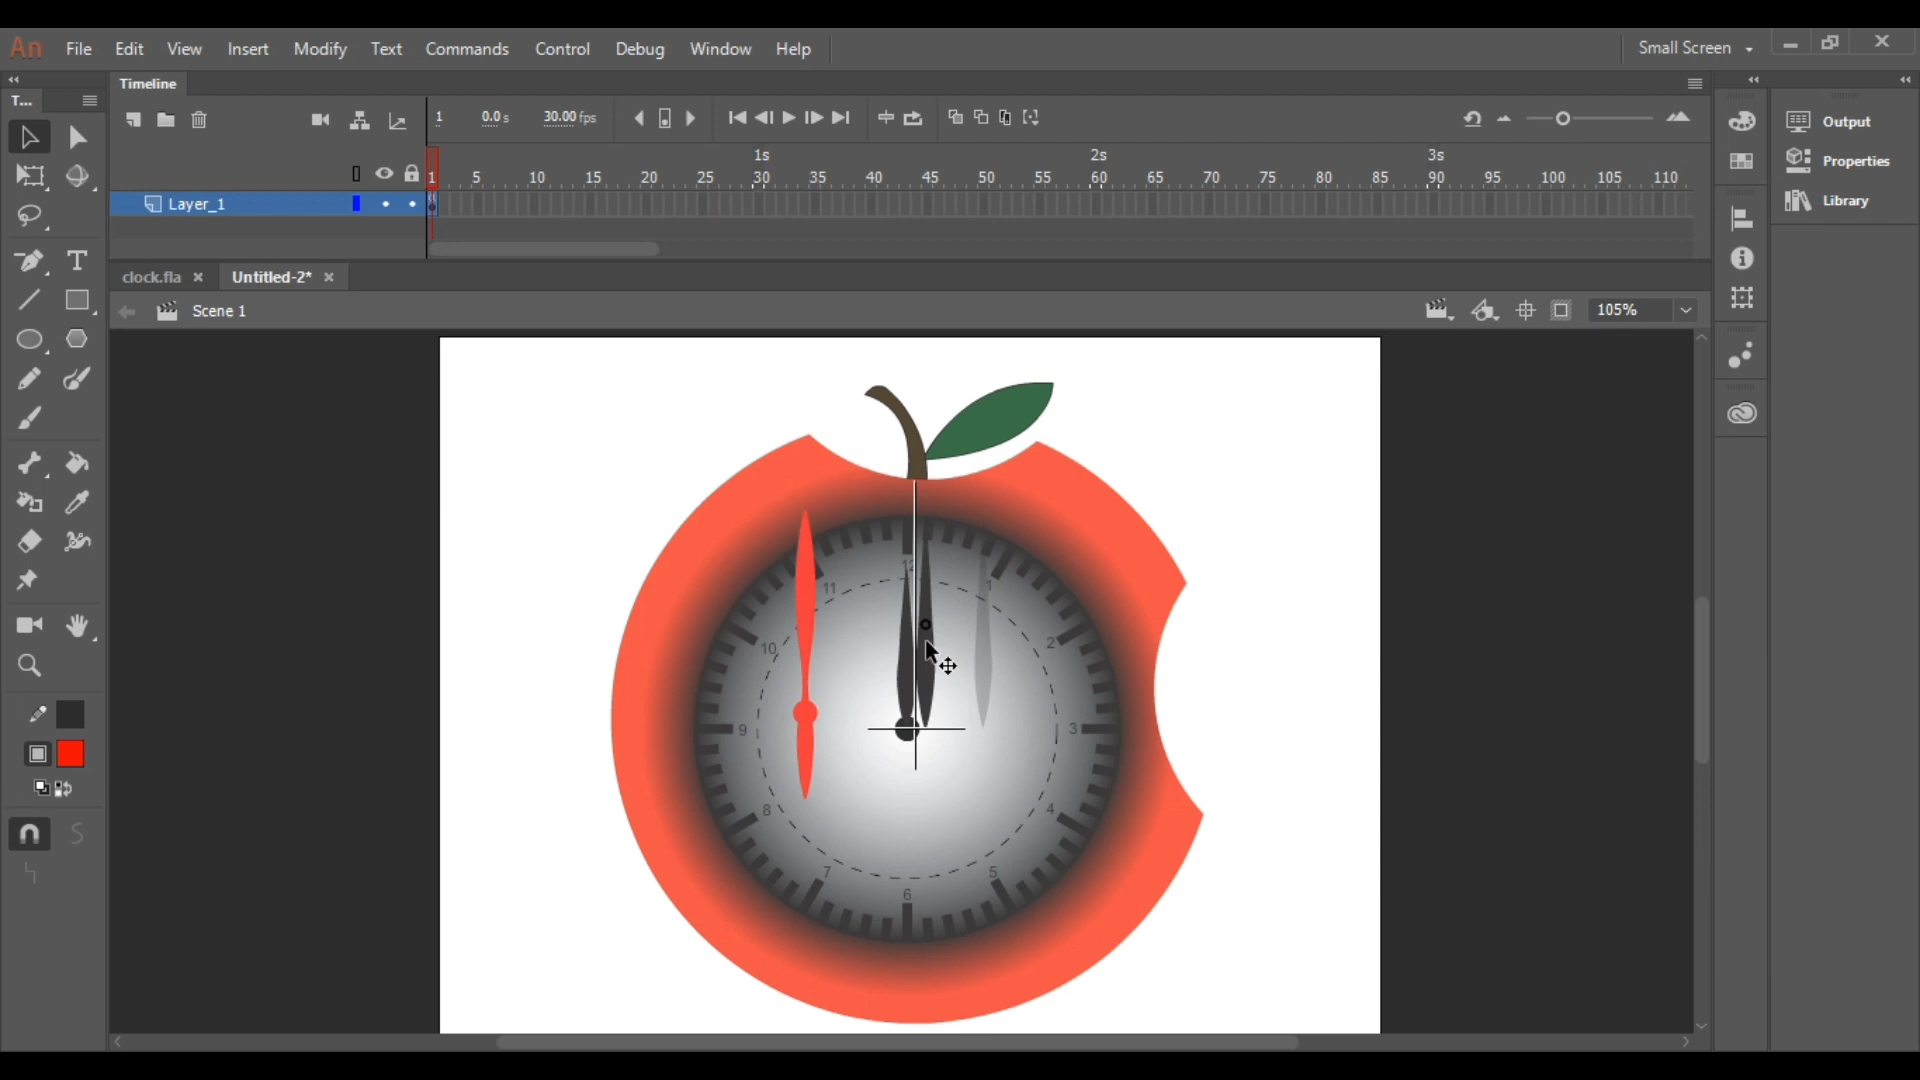 An File Edit View Insert Modify Text Commands Control Debug Window Help Small Screen
T... Timeline
1 0.0 s 30.00 fps
Output
1s 2s 3s
Properties
1 5 10 15 20 25 30 35 40 45 50 55 60 65 70 75 80 85 90 95 100 105 110
Layer_1
Library
T
clock.fla Untitled-2*
Scene 1
105%
12
11 1
10 2
9 3
8 4
7 5
6